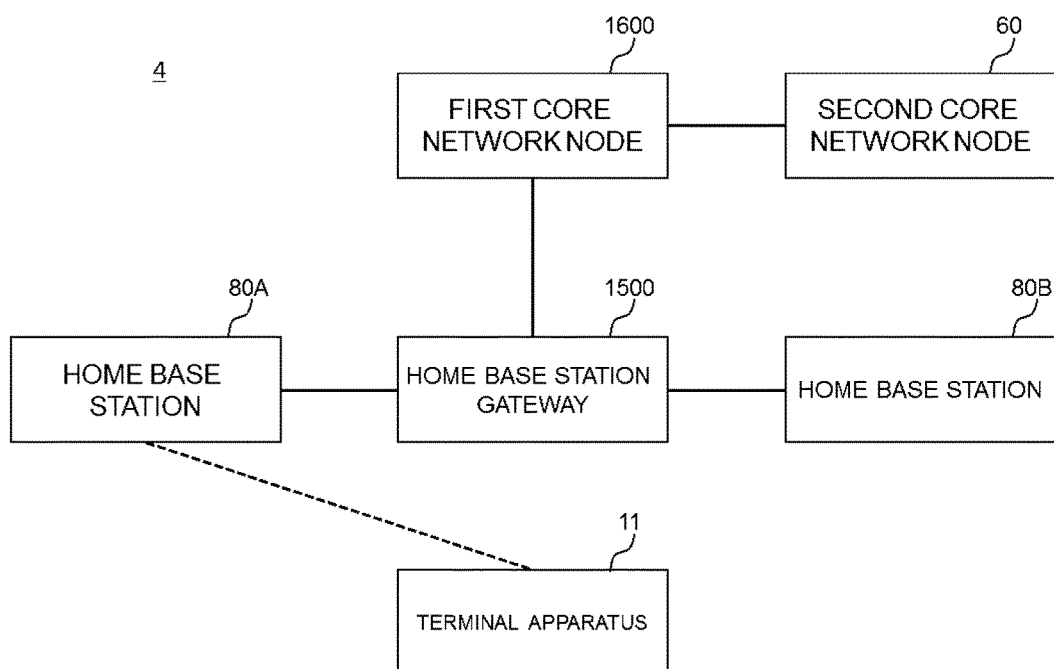 1600
60
4
FIRST CORE
NETWORK NODE
SECOND CORE
NETWORK NODE
80A
1500
80B
HOME BASE
STATION
HOME BASE STATION
GATEWAY
HOME BASE STATION
11
TERMINAL APPARATUS